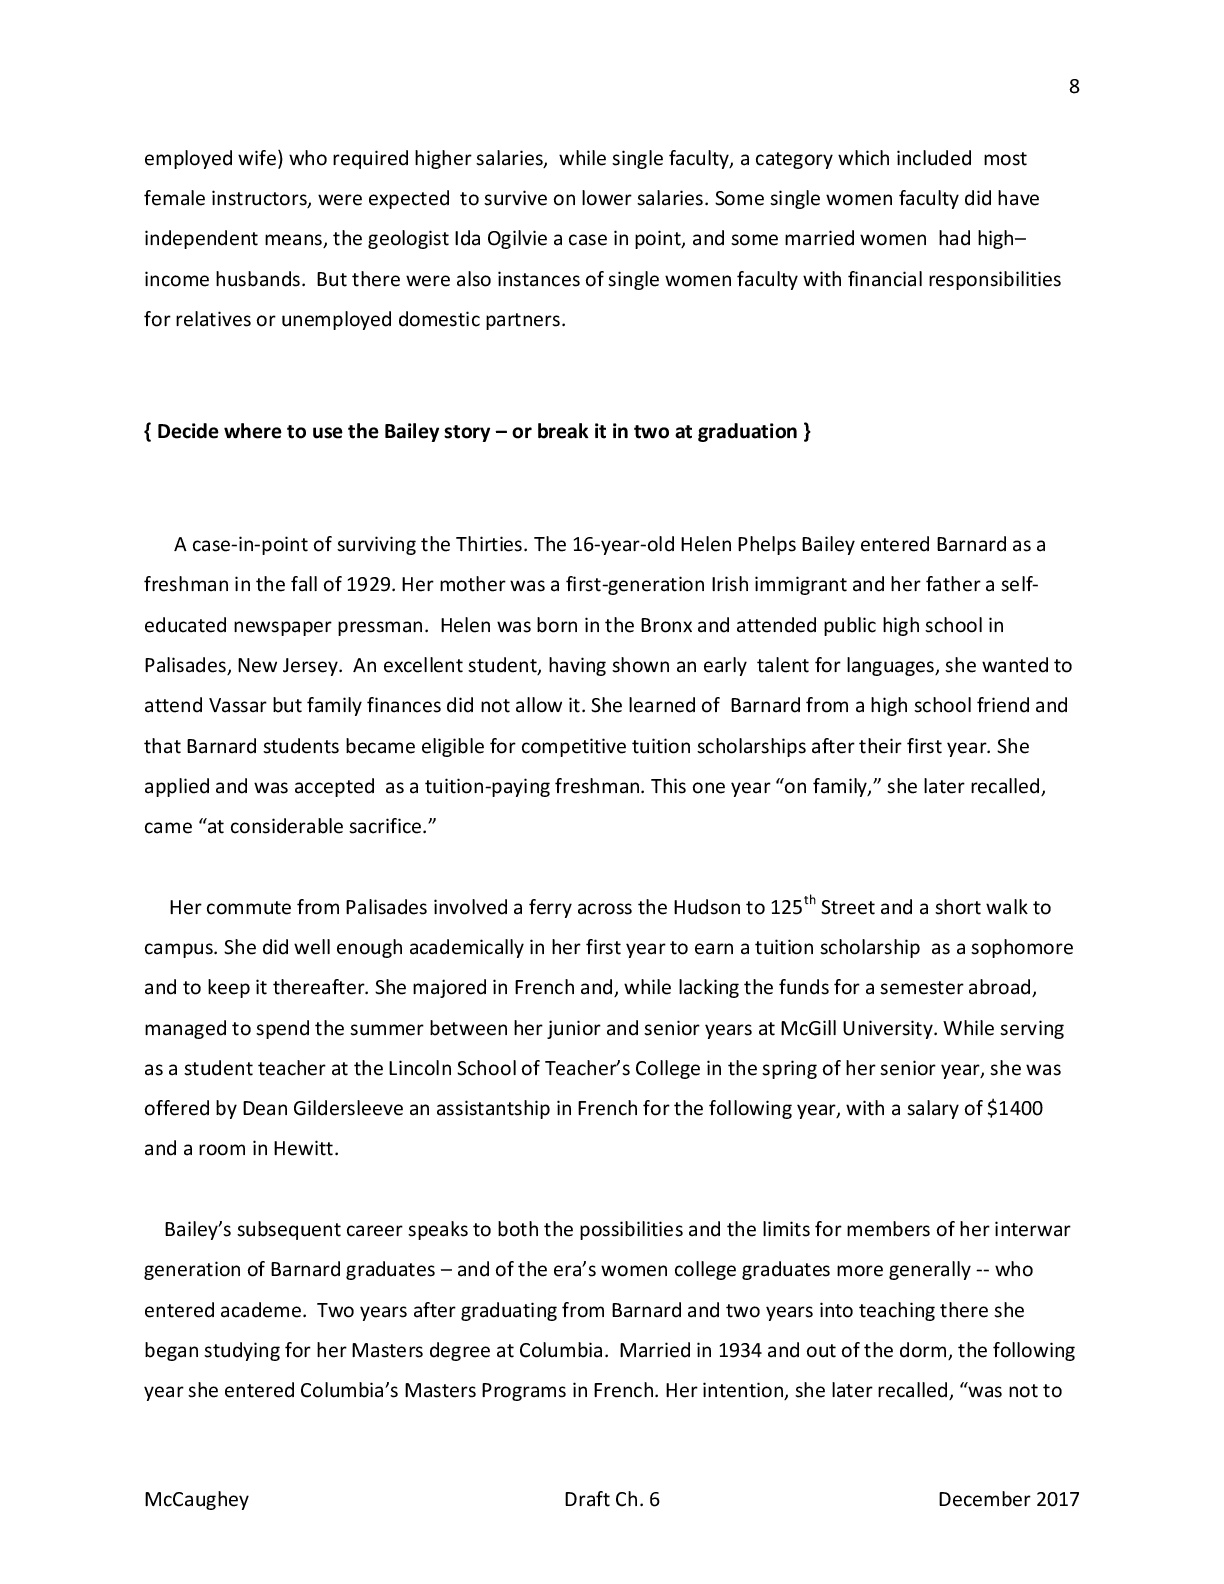 8
employed wife) who required higher salaries,  while single faculty, a category which included  most
female instructors, were expected  to survive on lower salaries. Some single women faculty did have
independent means, the geologist Ida Ogilvie a case in point, and some married women  had high–
income husbands.  But there were also instances of single women faculty with financial responsibilities
for relatives or unemployed domestic partners.
{ Decide where to use the Bailey story – or break it in two at graduation }
A case-in-point of surviving the Thirties. The 16-year-old Helen Phelps Bailey entered Barnard as a
freshman in the fall of 1929. Her mother was a first-generation Irish immigrant and her father a self-
educated newspaper pressman.  Helen was born in the Bronx and attended public high school in
Palisades, New Jersey.  An excellent student, having shown an early  talent for languages, she wanted to
attend Vassar but family finances did not allow it. She learned of  Barnard from a high school friend and
that Barnard students became eligible for competitive tuition scholarships after their first year. She
applied and was accepted  as a tuition-paying freshman. This one year “on family,” she later recalled,
came “at considerable sacrifice.”
Her commute from Palisades involved a ferry across the Hudson to 125th Street and a short walk to
campus. She did well enough academically in her first year to earn a tuition scholarship  as a sophomore
and to keep it thereafter. She majored in French and, while lacking the funds for a semester abroad,
managed to spend the summer between her junior and senior years at McGill University. While serving
as a student teacher at the Lincoln School of Teacher’s College in the spring of her senior year, she was
offered by Dean Gildersleeve an assistantship in French for the following year, with a salary of $1400
and a room in Hewitt.
Bailey’s subsequent career speaks to both the possibilities and the limits for members of her interwar
generation of Barnard graduates – and of the era’s women college graduates more generally -- who
entered academe.  Two years after graduating from Barnard and two years into teaching there she
began studying for her Masters degree at Columbia.  Married in 1934 and out of the dorm, the following
year she entered Columbia’s Masters Programs in French. Her intention, she later recalled, “was not to
McCaughey Draft Ch. 6 December 2017